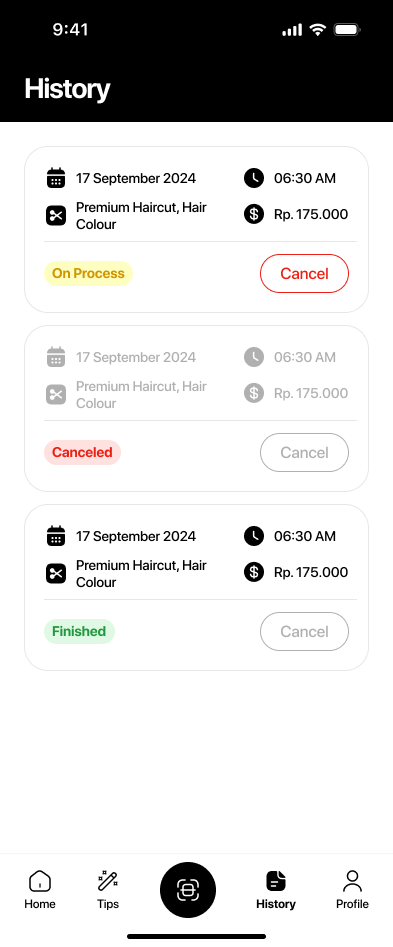 9:41
History
17 September 2024
06:30 AM
Premium Haircut, Hair
Colour
Rp. 175.000
On Process
Cancel
17 September 2024
06:30 AM
Premium Haircut, Hair
Colour
Rp. 175.000
Canceled
Cancel
17 September 2024
06:30 AM
Premium Haircut, Hair
Colour
Rp. 175.000
Finished
Cancel
Home
Tips
History
Profile